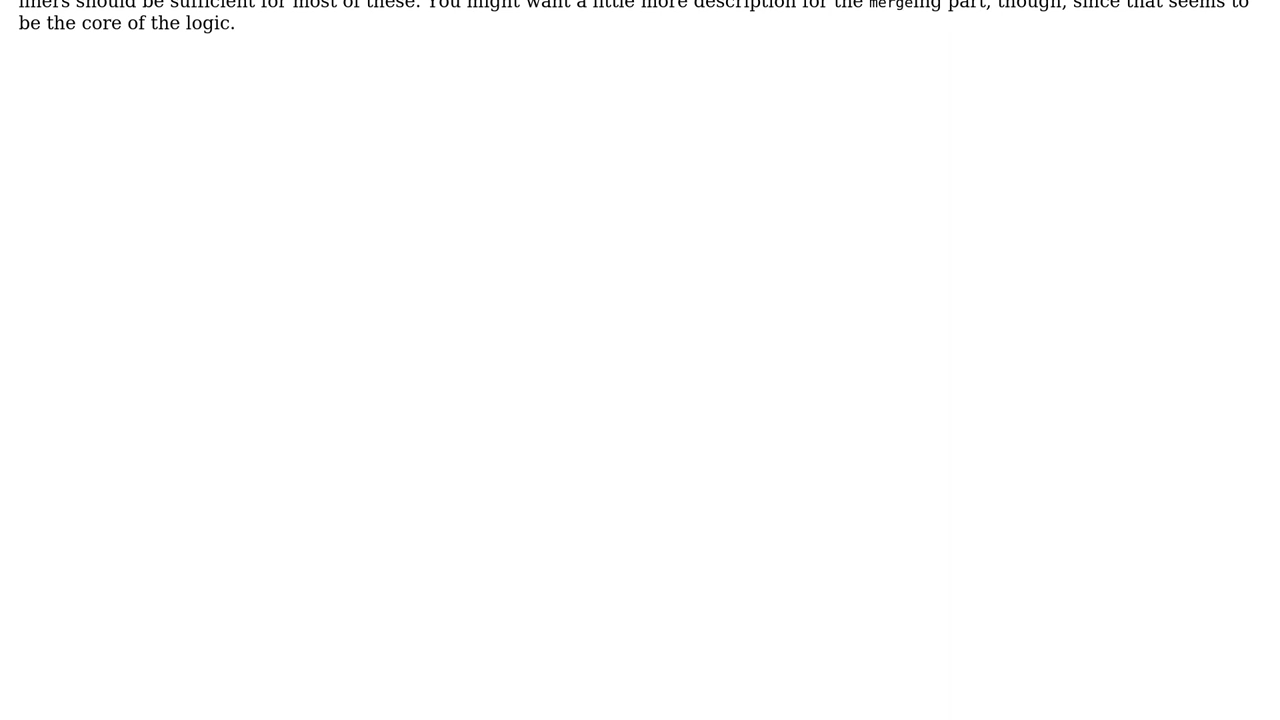 liners should be sufficient for most of these. You might want a little more description for the mergeing part, though, since that seems to
be the core of the logic.